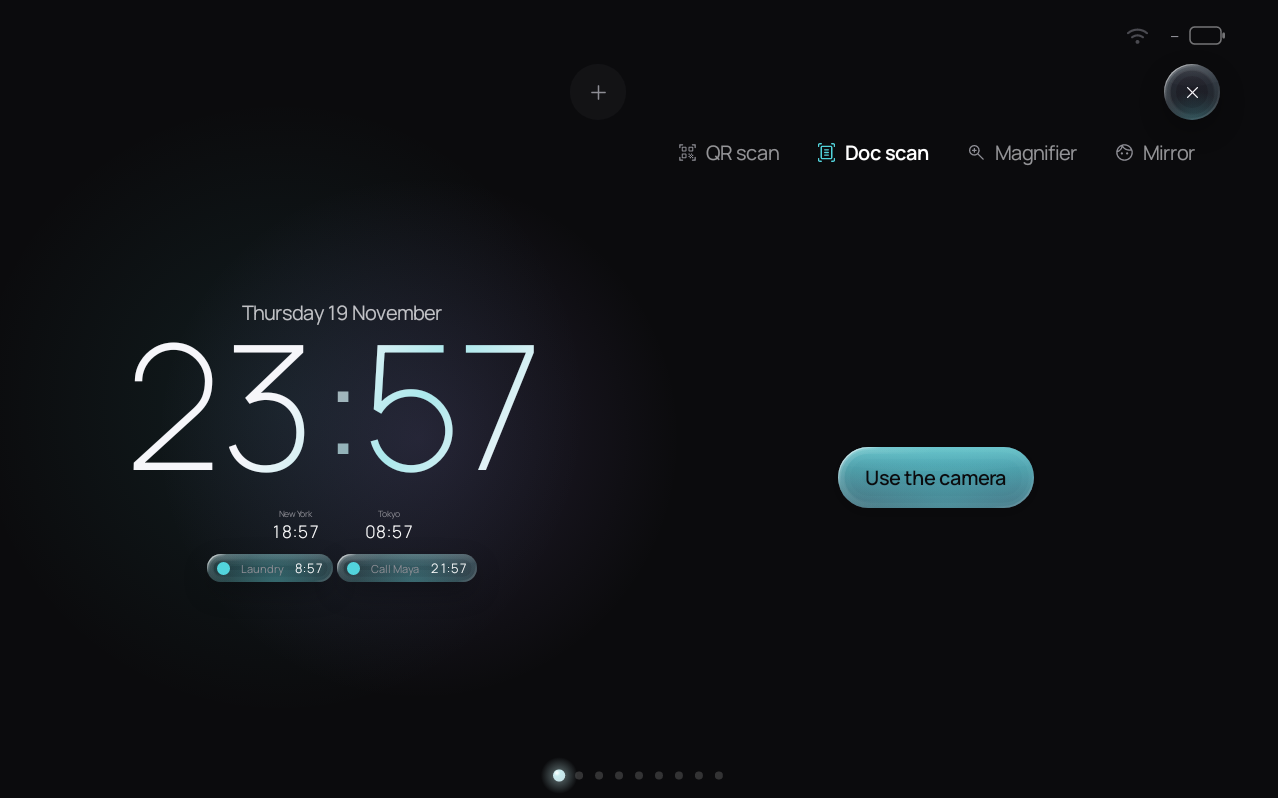 QR scan
Doc scan
Magnifier
Mirror
Thursday 19 November
23:57
New York
18:57
Tokyo
08:57
Laundry 8:57
Call Maya 21:57
Use the camera